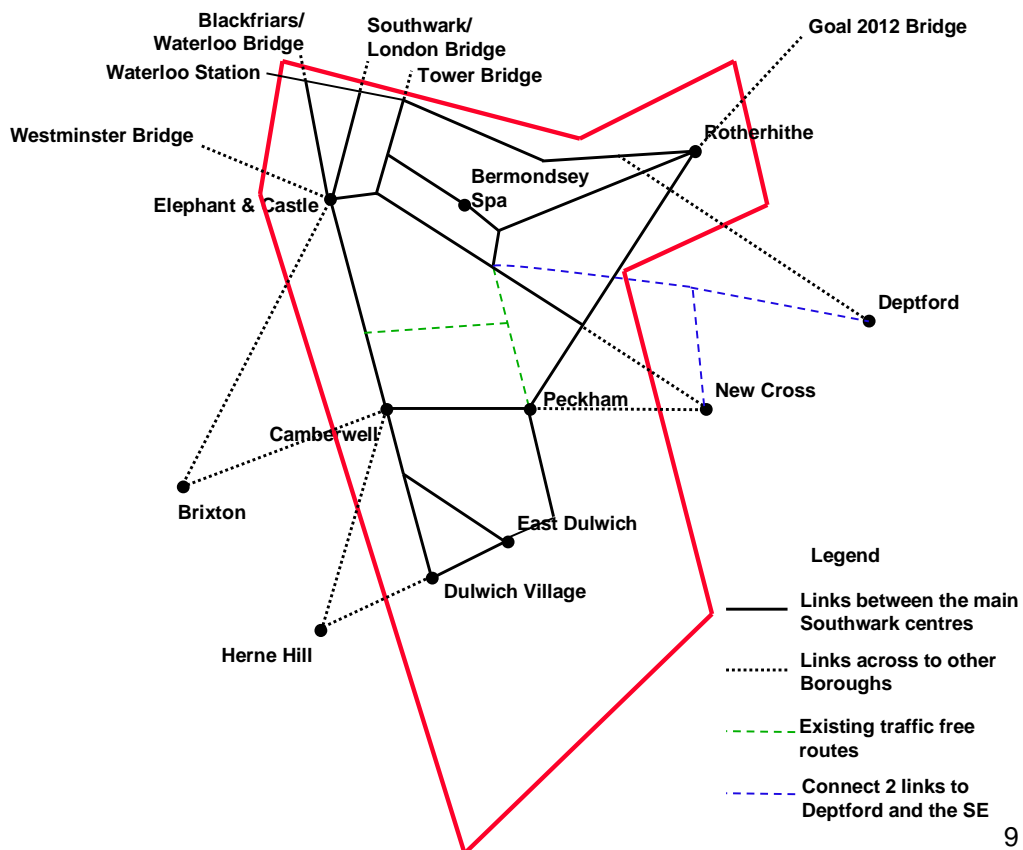 Blackfriars/
Waterloo Bridge
Southwark/
London Bridge
Goal 2012 Bridge
Waterloo Station
Tower Bridge
Westminster Bridge
Rotherhithe
Bermondsey
Spa
Elephant & Castle
Deptford
Peckham
New Cross
Camberwell
Brixton
East Dulwich
Dulwich Village
Herne Hill
Legend
Links between the main
Southwark centres
Links across to other
Boroughs
Existing traffic free
routes
Connect 2 links to
Deptford and the SE
9